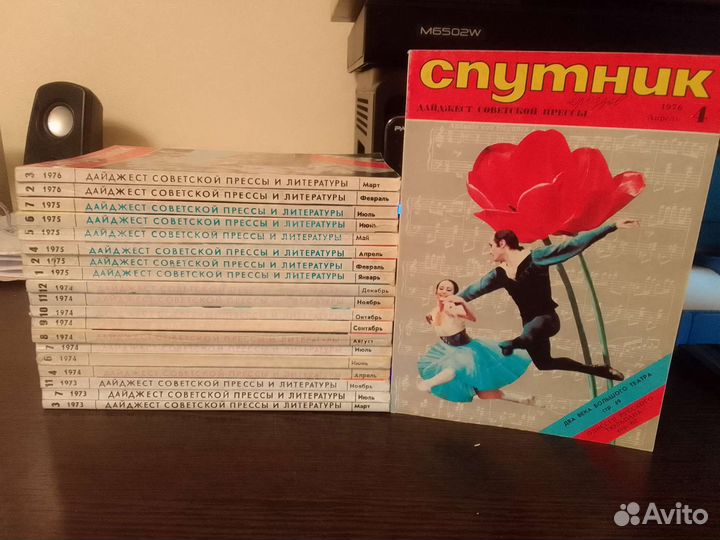 M6502W
спутник
ДАЙДЖЕСТ СОВЕТСКОЙ ПРЕССЫ
1976
Апрель
4
ДВА ВЕКА БОЛЬШОГО ТЕАТРА
стр. 49
3 1976 ДАЙДЖЕСТ СОВЕТСКОЙ ПРЕССЫ И ЛИТЕРАТУРЫ Март
2 1976 ДАЙДЖЕСТ СОВЕТСКОЙ ПРЕССЫ И ЛИТЕРАТУРЫ Февраль
7 1975 ДАЙДЖЕСТ СОВЕТСКОЙ ПРЕССЫ И ЛИТЕРАТУРЫ Июль
6 1975 ДАЙДЖЕСТ СОВЕТСКОЙ ПРЕССЫ И ЛИТЕРАТУРЫ Июнь
5 1975 ДАЙДЖЕСТ СОВЕТСКОЙ ПРЕССЫ И ЛИТЕРАТУРЫ Май
4 1975 ДАЙДЖЕСТ СОВЕТСКОЙ ПРЕССЫ И ЛИТЕРАТУРЫ Апрель
2 1975 ДАЙДЖЕСТ СОВЕТСКОЙ ПРЕССЫ И ЛИТЕРАТУРЫ Февраль
1 1975 ДАЙДЖЕСТ СОВЕТСКОЙ ПРЕССЫ И ЛИТЕРАТУРЫ Январь
12 1974 Декабрь
11 1974 Ноябрь
10 1974 Октябрь
9 1974 Сентябрь
8 1974 ДАЙДЖЕСТ СОВЕТСКОЙ ПРЕССЫ И ЛИТЕРАТУРЫ Август
7 1974 Июль
6 1974 Июнь
4 1974 Апрель
11 1973 ДАЙДЖЕСТ СОВЕТСКОЙ ПРЕССЫ И ЛИТЕРАТУРЫ Ноябрь
7 1973 ДАЙДЖЕСТ СОВЕТСКОЙ ПРЕССЫ И ЛИТЕРАТУРЫ Июль
3 1973 ДАЙДЖЕСТ СОВЕТСКОЙ ПРЕССЫ И ЛИТЕРАТУРЫ Март
Avito